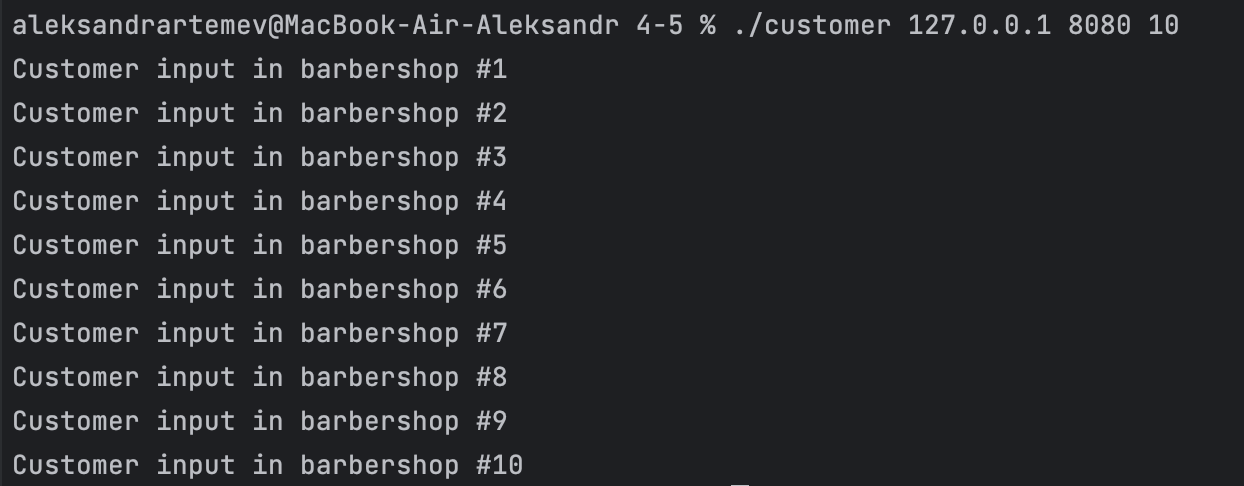 aleksandrartemev@MacBook-Air-Aleksandr 4-5 % ./customer 127.0.0.1 8080 10
Customer input in barbershop #1
Customer input in barbershop #2
Customer input in barbershop #3
Customer input in barbershop #4
Customer input in barbershop #5
Customer input in barbershop #6
Customer input in barbershop #7
Customer input in barbershop #8
Customer input in barbershop #9
Customer input in barbershop #10